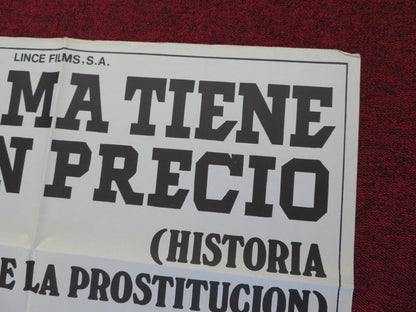 LINCE FILMS, S.A.
MA TIENE
N PRECIO
(HISTORIA
E LA PROSTITUCION)